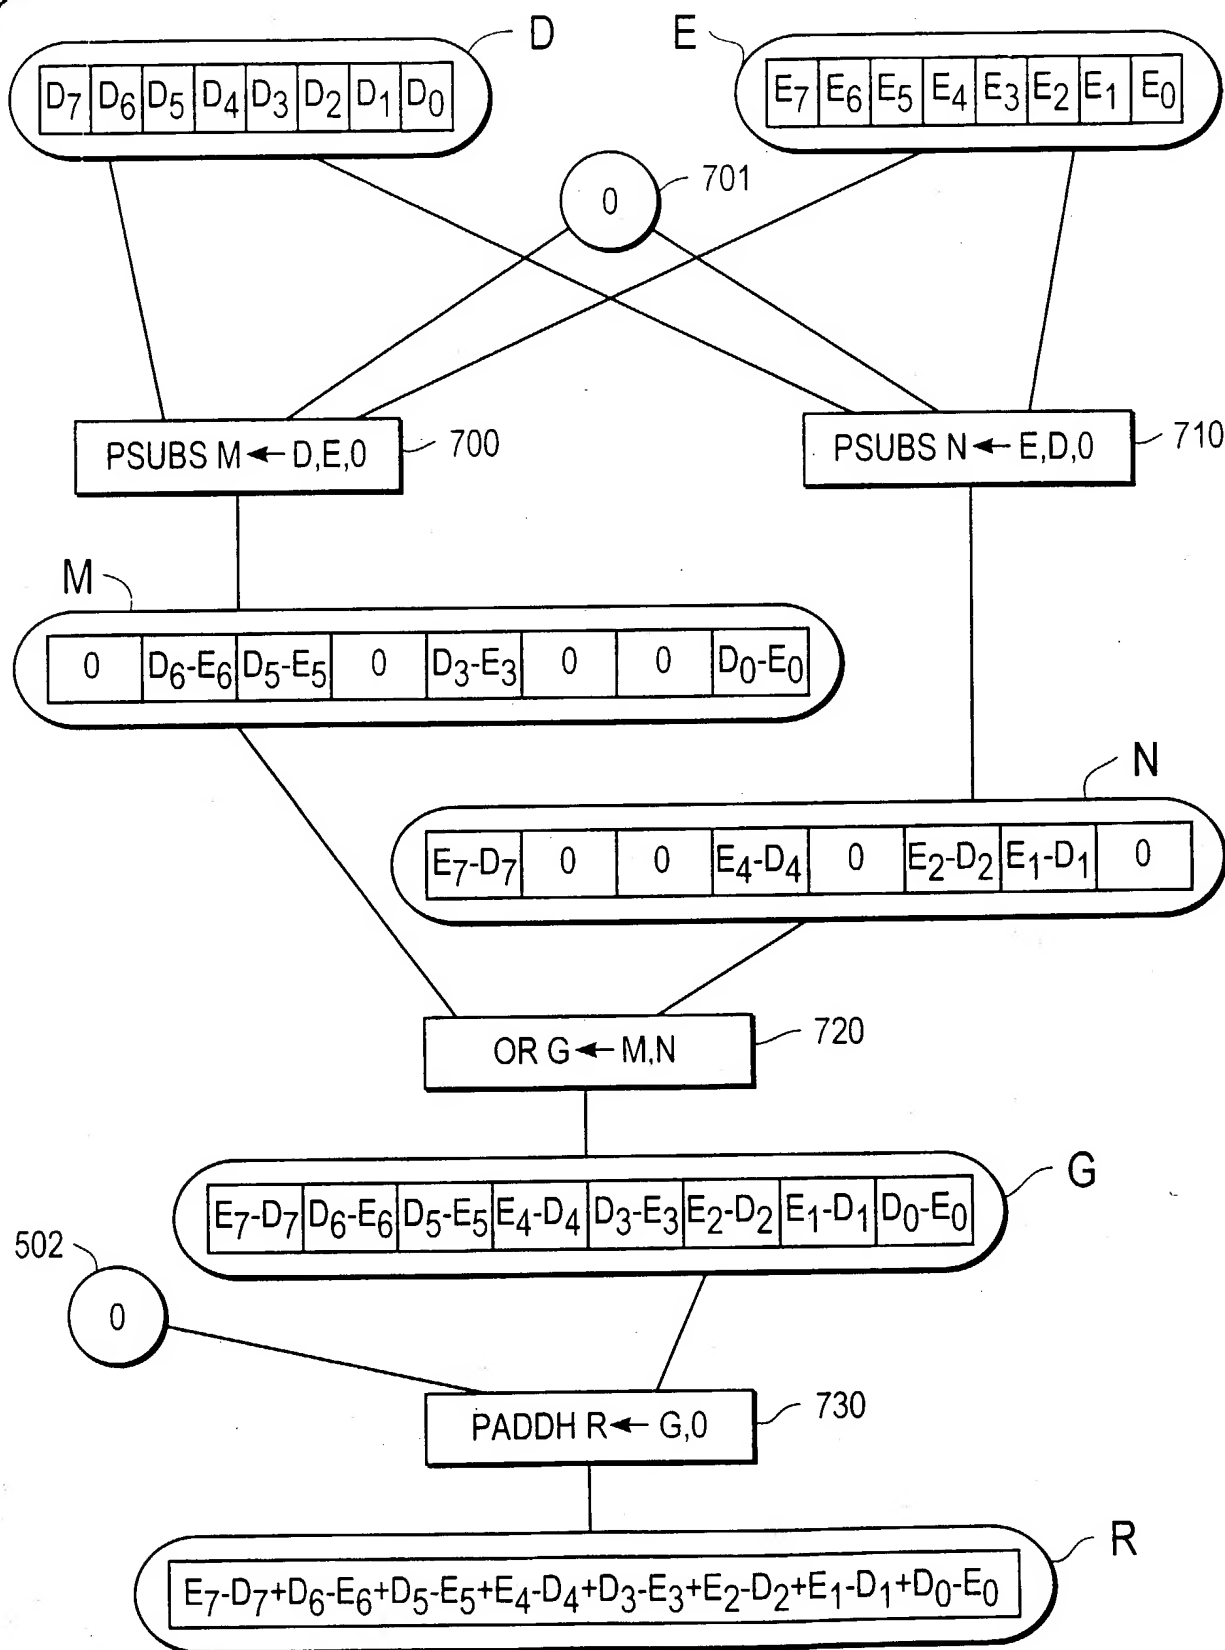 D E
D7 D6 D5 D4 D3 D2 D1 D0
E7 E6 E5 E4 E3 E2 E1 E0
0 701
PSUBS M ← D,E,0 700
PSUBS N ← E,D,0 710
M
0 D6-E6 D5-E5 0 D3-E3 0 0 D0-E0
N
E7-D7 0 0 E4-D4 0 E2-D2 E1-D1 0
OR G ← M,N 720
G
E7-D7 D6-E6 D5-E5 E4-D4 D3-E3 E2-D2 E1-D1 D0-E0
502
0
PADDH R ← G,0 730
R
E7-D7+D6-E6+D5-E5+E4-D4+D3-E3+E2-D2+E1-D1+D0-E0